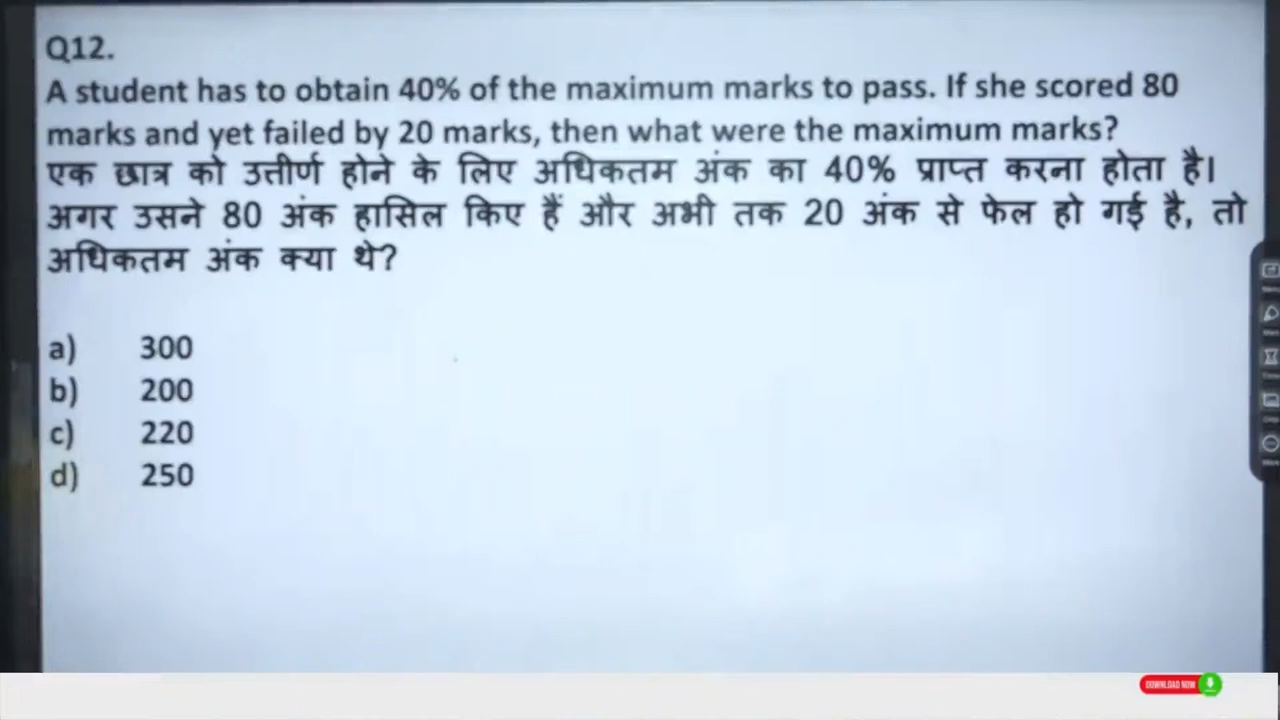 Q12.
A student has to obtain 40% of the maximum marks to pass. If she scored 80
marks and yet failed by 20 marks, then what were the maximum marks?
एक छात्र को उत्तीर्ण होने के लिए अधिकतम अंक का 40% प्राप्त करना होता है।
अगर उसने 80 अंक हासिल किए हैं और अभी तक 20 अंक से फेल हो गई है, तो
अधिकतम अंक क्या थे?
a) 300
b) 200
c) 220
d) 250
DOWNLOAD NOW